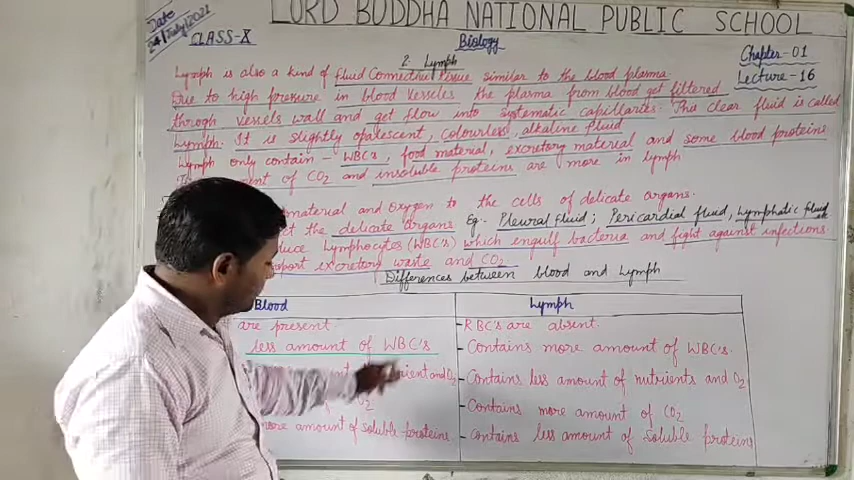 LORD BUDDHA NATIONAL PUBLIC SCHOOL
Date
24/July/2021
CLASS-X
Biology
Chapter-01
Lecture-16
2. Lymph
Lymph is also a kind of fluid Connective tissue similar to the blood plasma
Due to high pressure in blood Vesseles the plasma from blood get filtered
throgh vessels wall and get flow into systematic capillaries. This clear fluid is called
Lymph. It is slightly opalescent, colourless, alkaline fluid
Lymph only contain - WBC's, food material, excretory material and some blood proteins
of CO2 and insoluble proteins are more in lymph
material and oxygen to the cells of delicate organs.
the delicate organs Eg. Pleural fluid; Pericardial fluid, Lymphatic fluid
Lymphocytes (WBC's) which engulf bacteria and fight against infections.
excretory waste and CO2.
Differences between blood and Lymph
Blood
Lymph
are present
- RBC's are absent.
less amount of WBC's
- Contains more amount of WBC's.
and O2
- Contains less amount of nutrients and O2
- Contains more amount of CO2
more amount of soluble-proteins
- Contains less amount of Soluble proteins